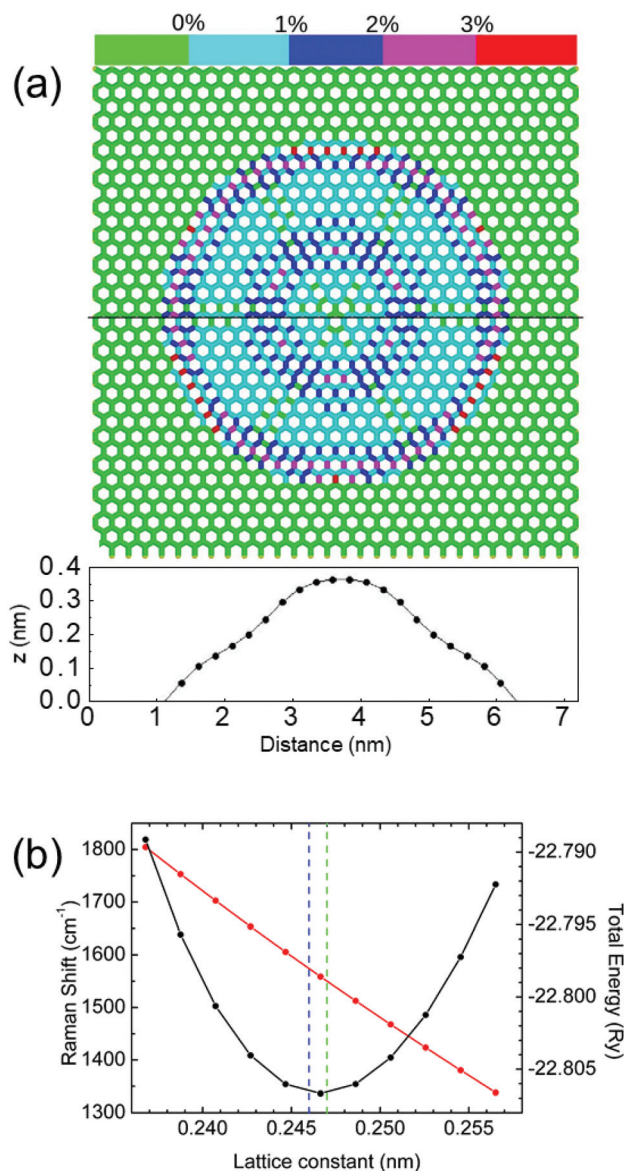 0% 1% 2% 3%
(a)
0.4
0.3
0.2
0.1
0.0
z (nm)
0 1 2 3 4 5 6 7
Distance (nm)
(b)
1800
1700
1600
1500
1400
1300
Raman Shift (cm⁻¹)
-22.790
-22.795
-22.800
-22.805
Total Energy (Ry)
0.240 0.245 0.250 0.255
Lattice constant (nm)